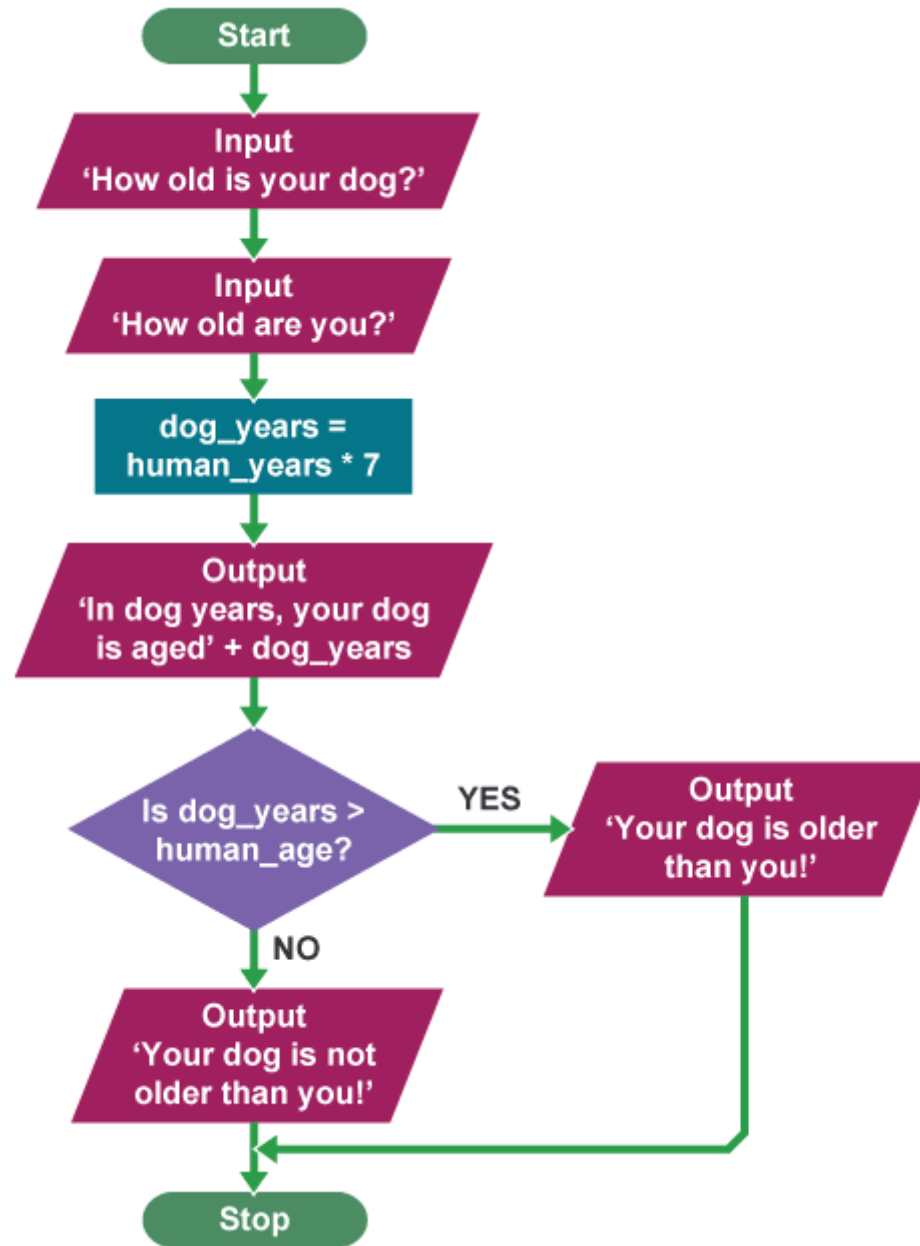 Start
Input
‘How old is your dog?’
Input
‘How old are you?’
dog_years =
human_years * 7
Output
‘In dog years, your dog
is aged’ + dog_years
Is dog_years >
human_age?
YES
Output
‘Your dog is older
than you!’
NO
Output
‘Your dog is not
older than you!’
Stop